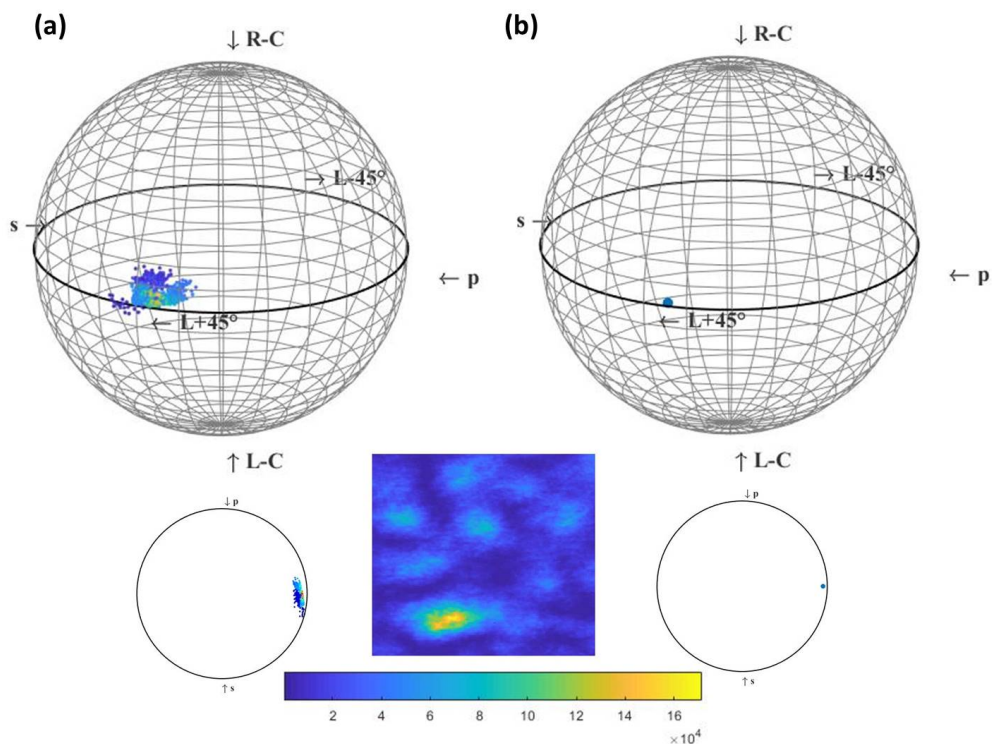 (a)
↓ R-C
(b)
↓ R-C
→ L-45°
→ L-45°
s →
s →
← p
← p
← L+45°
← L+45°
↑ L-C
↑ L-C
↓ p
↓ p
↑ s
↑ s
2 4 6 8 10 12 14 16
×10⁴